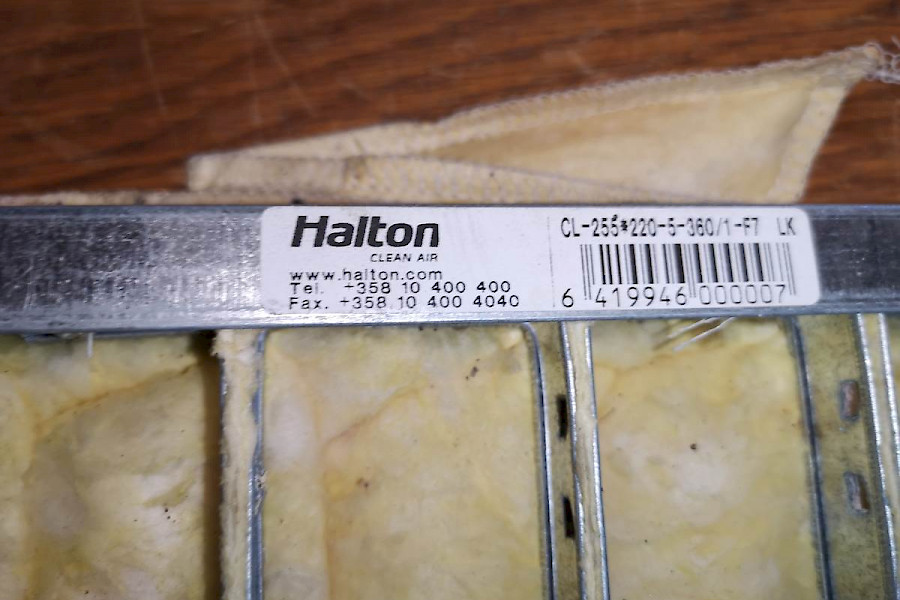 Halton
CLEAN AIR
www.halton.com
Tel. +358 10 400 400
Fax. +358 10 400 4040
CL-255*220-5-360/1-F7 LK
6 419946 000007